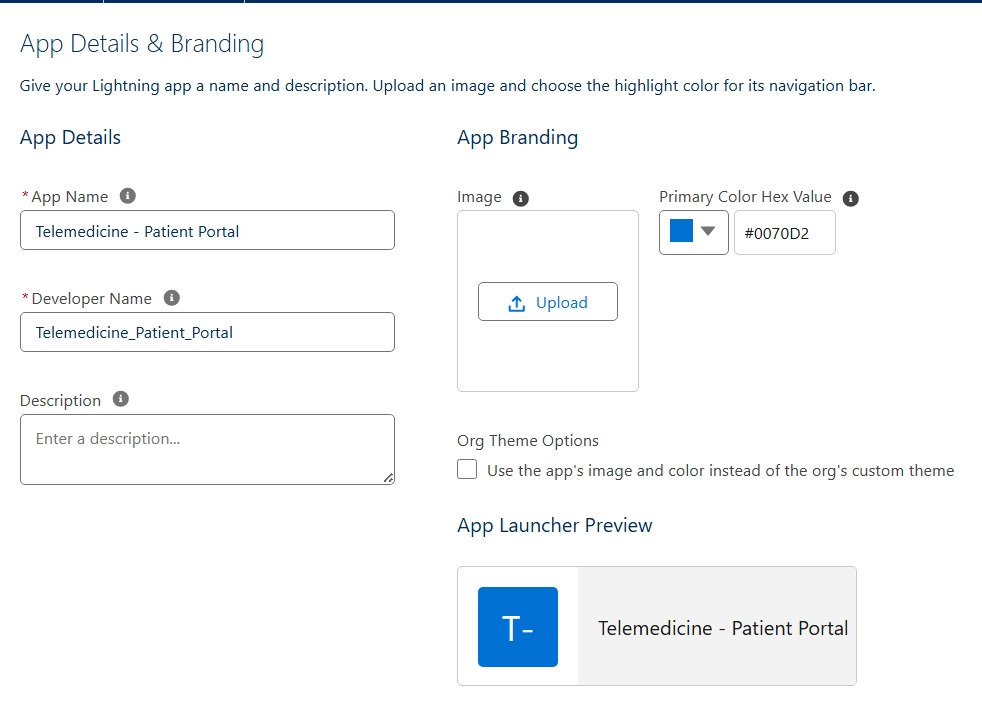 App Details & Branding
Give your Lightning app a name and description. Upload an image and choose the highlight color for its navigation bar.
App Details
*App Name
Telemedicine - Patient Portal
*Developer Name
Telemedicine_Patient_Portal
Description
Enter a description...
App Branding
Image
Upload
Primary Color Hex Value
#0070D2
Org Theme Options
Use the app's image and color instead of the org's custom theme
App Launcher Preview
T-
Telemedicine - Patient Portal